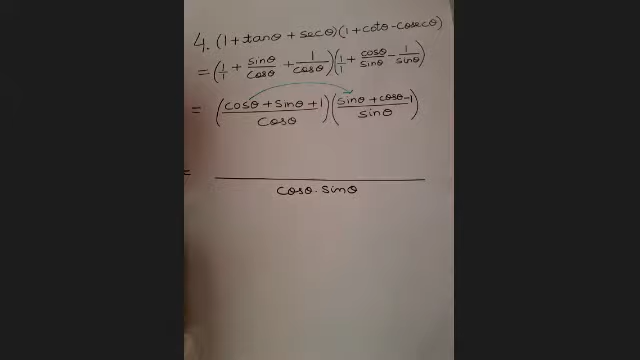 4. (1 + tanθ + secθ)(1 + cotθ - cosecθ)
= (1/1 + sinθ/cosθ + 1/cosθ)(1/1 + cosθ/sinθ - 1/sinθ)
= ((cosθ + sinθ + 1)/cosθ)((sinθ + cosθ - 1)/sinθ)
= /cosθ · sinθ